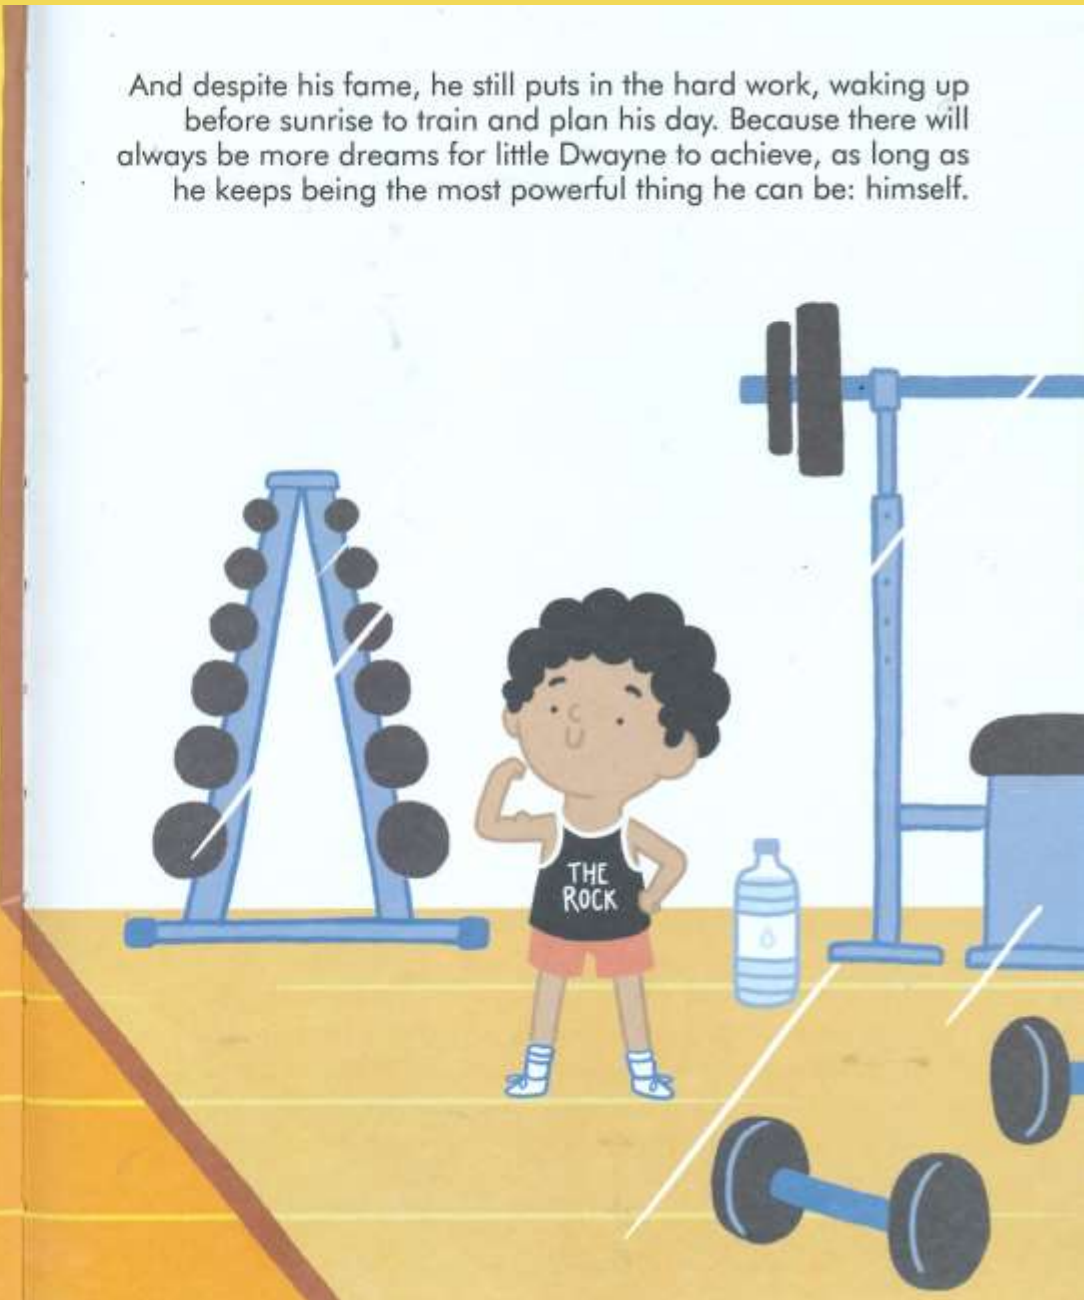 And despite his fame, he still puts in the hard work, waking up
before sunrise to train and plan his day. Because there will
always be more dreams for little Dwayne to achieve, as long as
he keeps being the most powerful thing he can be: himself.
THE
ROCK